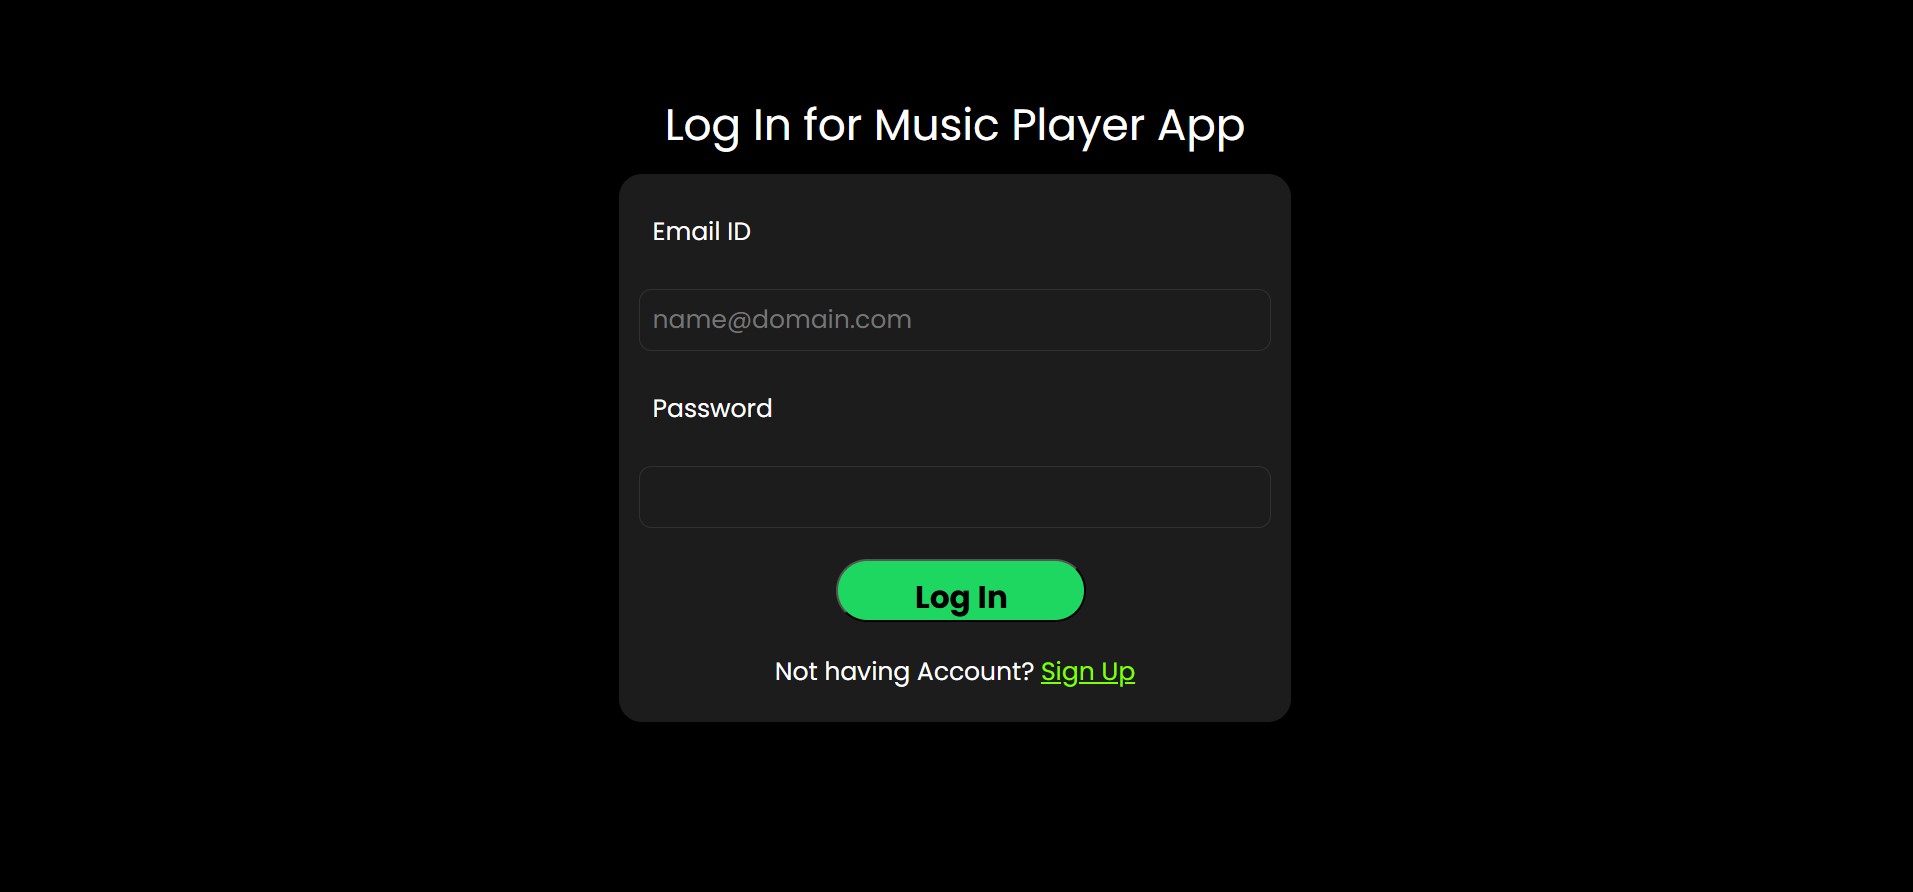 Log In for Music Player App
Email ID
name@domain.com
Password
Log In
Not having Account? Sign Up